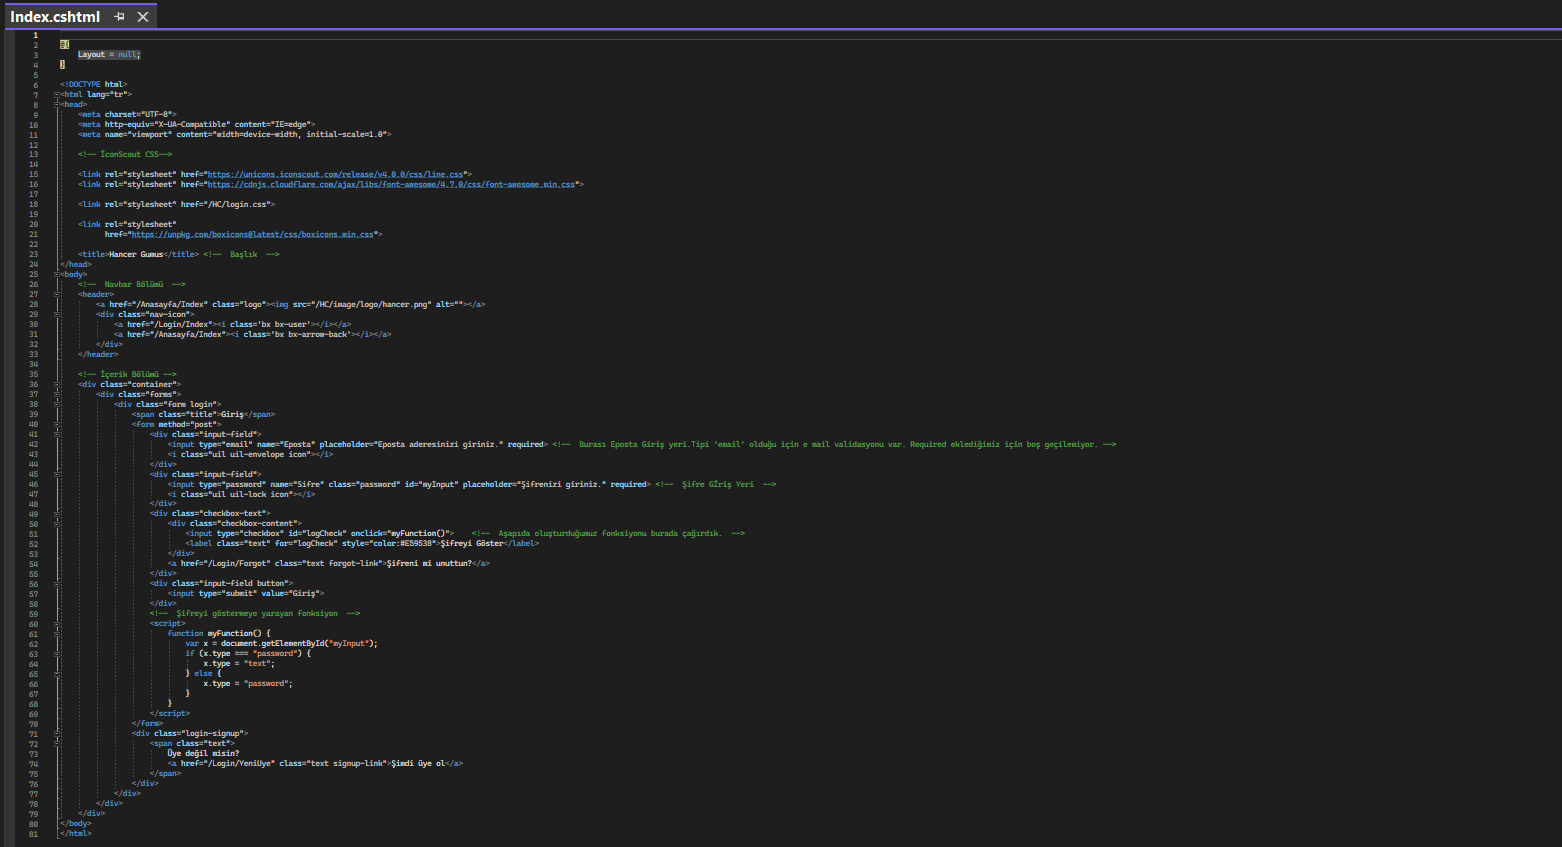 Index.cshtml
1
2 @{
3 Layout = null;
4 }
5
6 <!DOCTYPE html>
7 <html lang="tr">
8 <head>
9 <meta charset="UTF-8">
10 <meta http-equiv="X-UA-Compatible" content="IE=edge">
11 <meta name="viewport" content="width=device-width, initial-scale=1.0">
12
13 <!-- İconScout CSS-->
14
15 <link rel="stylesheet" href="https://unicons.iconscout.com/release/v4.0.0/css/line.css">
16 <link rel="stylesheet" href="https://cdnjs.cloudflare.com/ajax/libs/font-awesome/4.7.0/css/font-awesome.min.css">
17
18 <link rel="stylesheet" href="/HC/login.css">
19
20 <link rel="stylesheet"
21 href="https://unpkg.com/boxicons@latest/css/boxicons.min.css">
22
23 <title>Hancer Gumus</title> <!-- Başlık -->
24 </head>
25 <body>
26 <!-- Navbar Bölümü -->
27 <header>
28 <a href="/Anasayfa/Index" class="logo"><img src="/HC/image/logo/hancer.png" alt=""></a>
29 <div class="nav-icon">
30 <a href="/Login/Index"><i class='bx bx-user'></i></a>
31 <a href="/Anasayfa/Index"><i class='bx bx-arrow-back'></i></a>
32 </div>
33 </header>
34
35 <!-- İçerik Bölümü -->
36 <div class="container">
37 <div class="forms">
38 <div class="form login">
39 <span class="title">Giriş</span>
40 <form method="post">
41 <div class="input-field">
42 <input type="email" name="Eposta" placeholder="Eposta aderesinizi giriniz." required> <!-- Burası Eposta Giriş yeri.Tipi 'email' olduğu için e mail validasyonu var. Required eklediğimiz için boş geçilemiyor. -->
43 <i class="uil uil-envelope icon"></i>
44 </div>
45 <div class="input-field">
46 <input type="password" name="Sifre" class="password" id="myInput" placeholder="Şifrenizi giriniz." required> <!-- Şifre Gİriş Yeri -->
47 <i class="uil uil-lock icon"></i>
48 </div>
49 <div class="checkbox-text">
50 <div class="checkbox-content">
51 <input type="checkbox" id="logCheck" onclick="myFunction()"> <!-- Aşapıda oluşturduğumuz fonksiyonu burada çağırdık. -->
52 <label class="text" for="logCheck" style="color:#E59538">Şifreyi Göster</label>
53 </div>
54 <a href="/Login/Forgot" class="text forgot-link">Şifreni mi unuttun?</a>
55 </div>
56 <div class="input-field button">
57 <input type="submit" value="Giriş">
58 </div>
59 <!-- Şifreyi göstermeye yarayan fonksiyon -->
60 <script>
61 function myFunction() {
62 var x = document.getElementById("myInput");
63 if (x.type === "password") {
64 x.type = "text";
65 } else {
66 x.type = "password";
67 }
68 }
69 </script>
70 </form>
71 <div class="login-signup">
72 <span class="text">
73 Üye değil misin?
74 <a href="/Login/YeniUye" class="text signup-link">Şimdi üye ol</a>
75 </span>
76 </div>
77 </div>
78 </div>
79 </div>
80 </body>
81 </html>